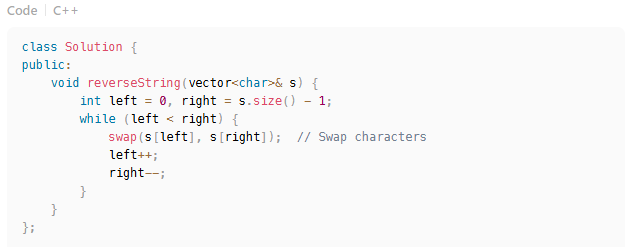 Code | C++
class Solution {
public:
    void reverseString(vector<char>& s) {
        int left = 0, right = s.size() - 1;
        while (left < right) {
            swap(s[left], s[right]);  // Swap characters
            left++;
            right--;
        }
    }
};